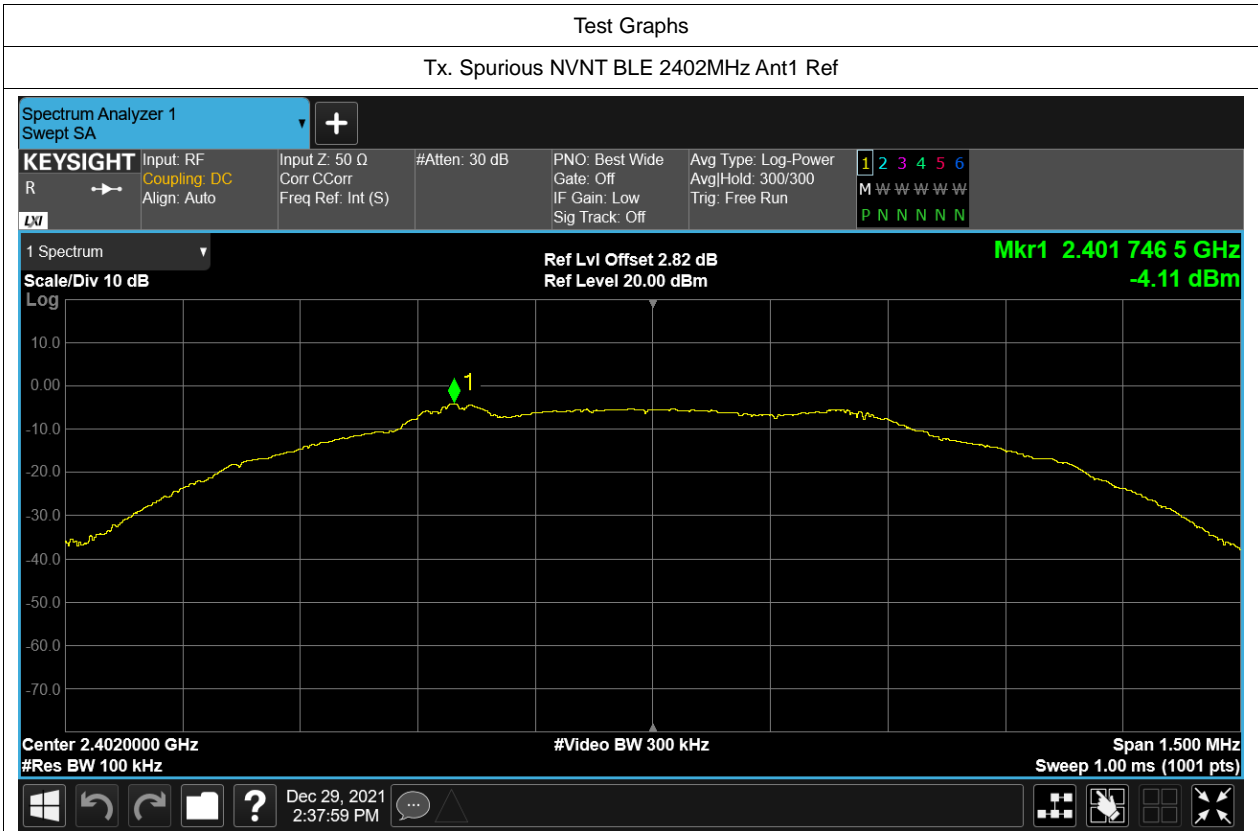 Test Graphs
Tx. Spurious NVNT BLE 2402MHz Ant1 Ref
Spectrum Analyzer 1
Swept SA
KEYSIGHT
R
LXI
Input: RF
Coupling: DC
Align: Auto
Input Z: 50 Ω
Corr CCorr
Freq Ref: Int (S)
#Atten: 30 dB
PNO: Best Wide
Gate: Off
IF Gain: Low
Sig Track: Off
Avg Type: Log-Power
Avg|Hold: 300/300
Trig: Free Run
1 2 3 4 5 6
M W W W W W
P N N N N N
1 Spectrum
Scale/Div 10 dB
Log
Ref Lvl Offset 2.82 dB
Ref Level 20.00 dBm
Mkr1 2.401 746 5 GHz
-4.11 dBm
10.0
0.00
-10.0
-20.0
-30.0
-40.0
-50.0
-60.0
-70.0
1
Center 2.4020000 GHz
#Res BW 100 kHz
#Video BW 300 kHz
Span 1.500 MHz
Sweep 1.00 ms (1001 pts)
?
Dec 29, 2021
2:37:59 PM